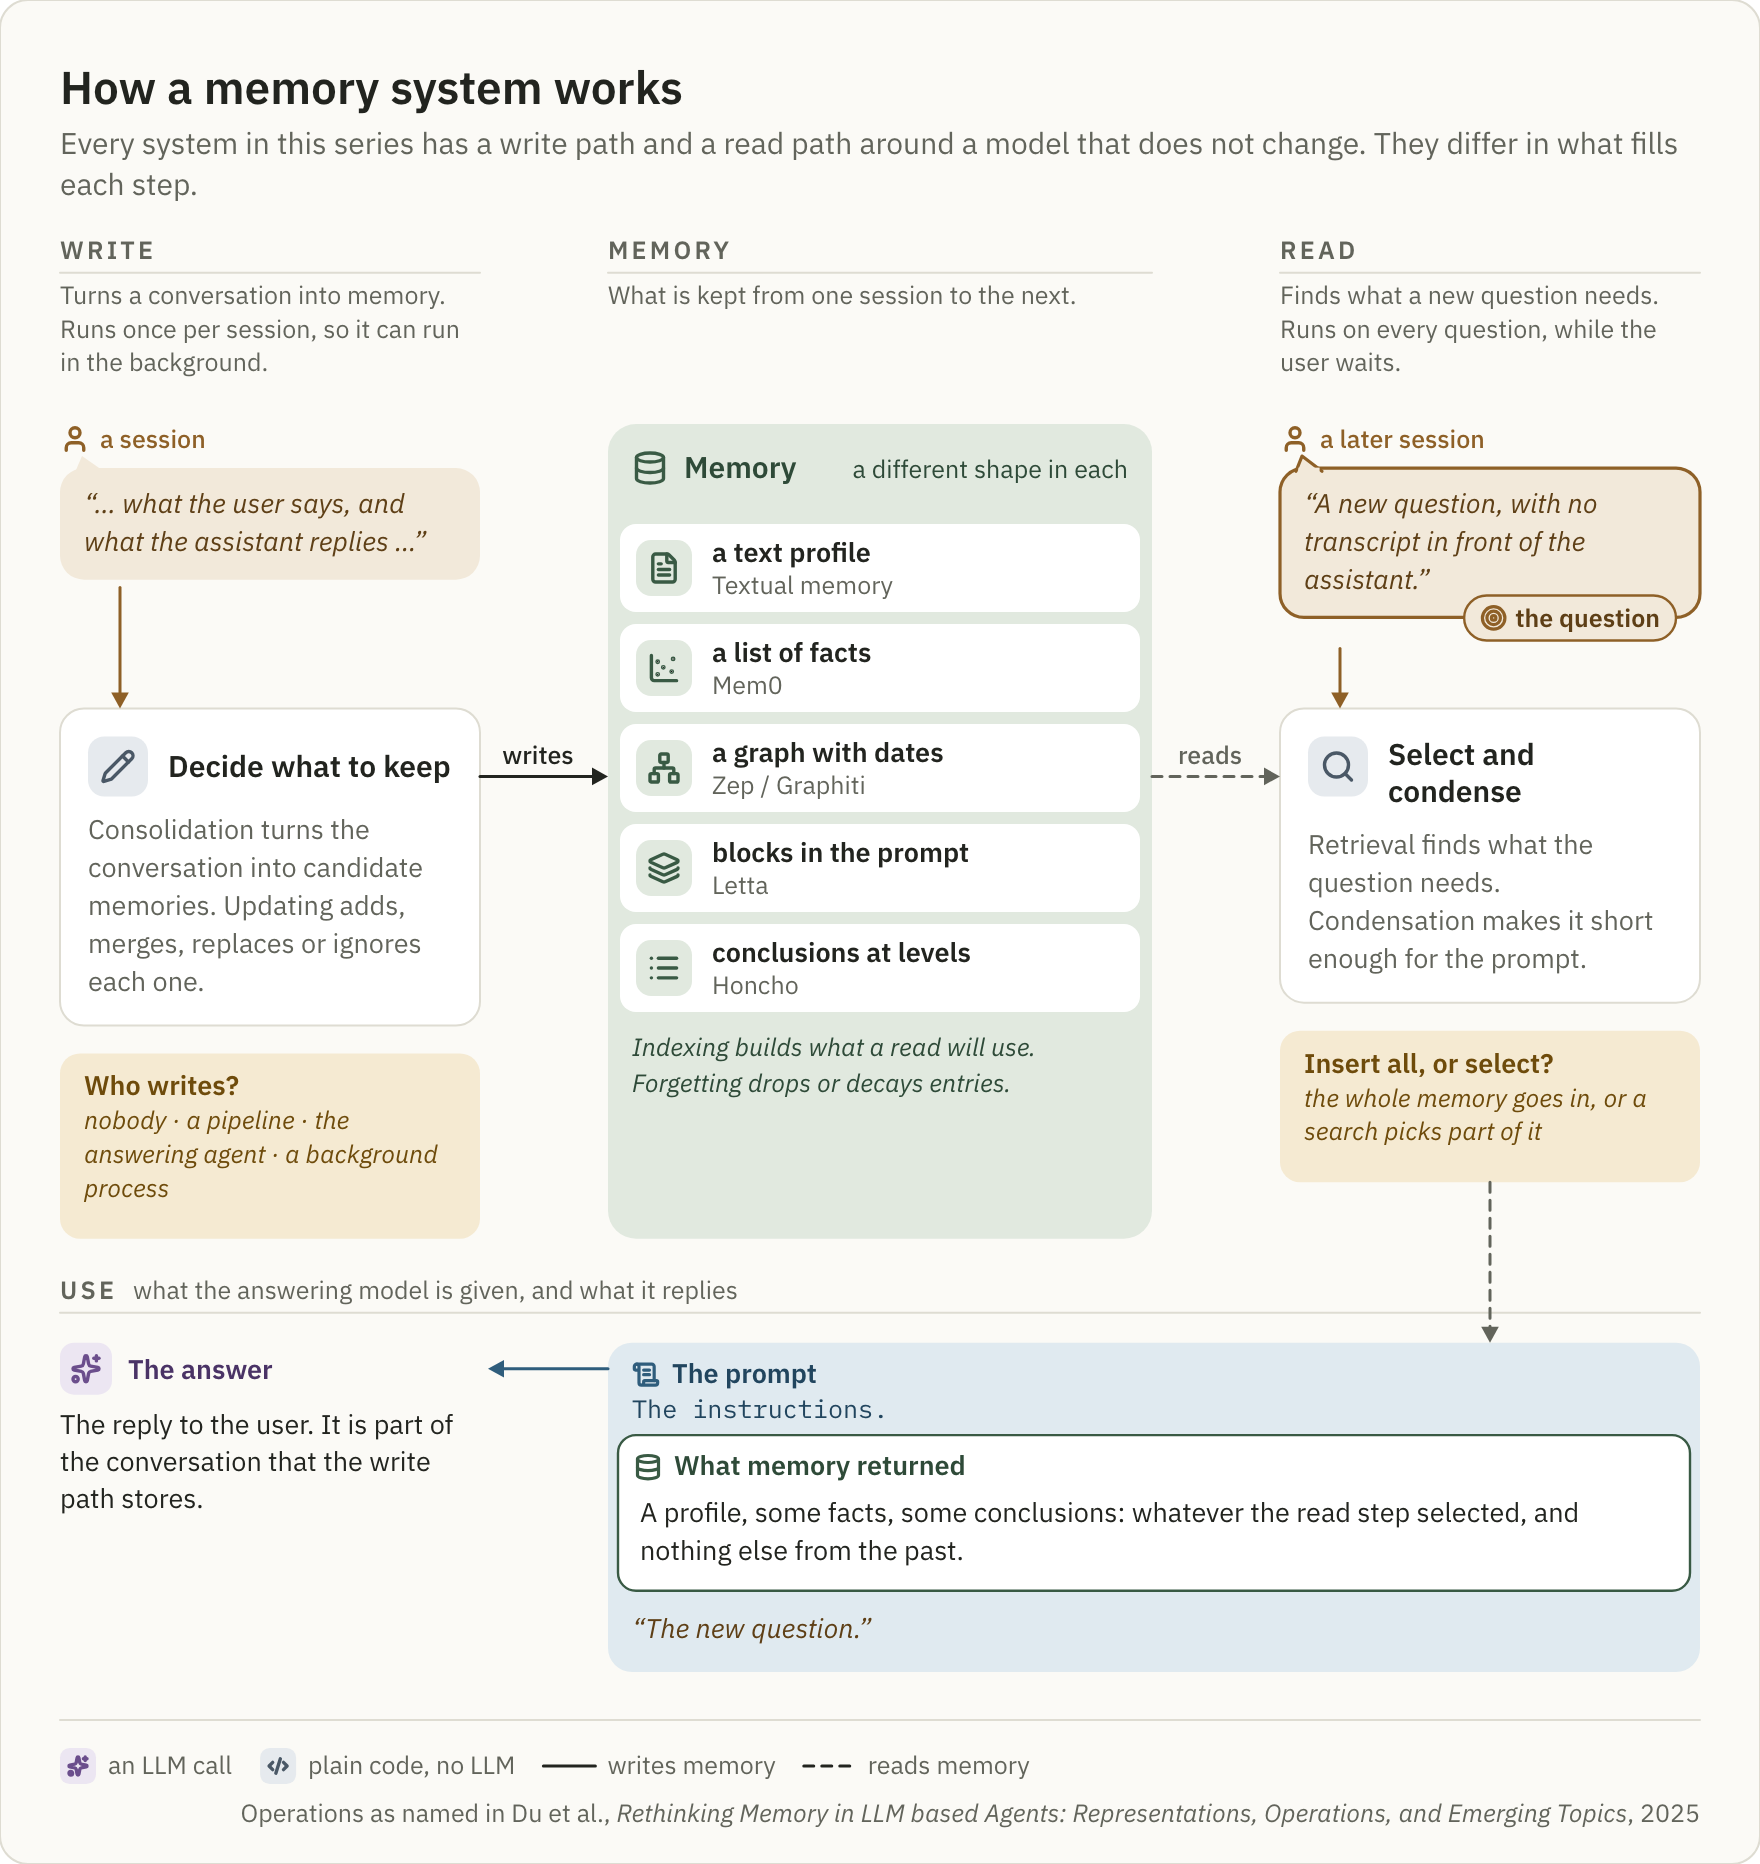 How a memory system works
Every system in this series has a write path and a read path around a model that does not change. They differ in what fills
each step.
WRITE
Turns a conversation into memory.
Runs once per session, so it can run
in the background.
a session
“… what the user says, and
what the assistant replies …”
Decide what to keep
Consolidation turns the
conversation into candidate
memories. Updating adds,
merges, replaces or ignores
each one.
Who writes?
nobody · a pipeline · the
answering agent · a background
process
writes
MEMORY
What is kept from one session to the next.
Memory
a different shape in each
a text profile
Textual memory
a list of facts
Mem0
a graph with dates
Zep / Graphiti
blocks in the prompt
Letta
conclusions at levels
Honcho
Indexing builds what a read will use.
Forgetting drops or decays entries.
reads
READ
Finds what a new question needs.
Runs on every question, while the
user waits.
a later session
“A new question, with no
transcript in front of the
assistant.”
the question
Select and
condense
Retrieval finds what the
question needs.
Condensation makes it short
enough for the prompt.
Insert all, or select?
the whole memory goes in, or a
search picks part of it
USE what the answering model is given, and what it replies
The answer
The reply to the user. It is part of
the conversation that the write
path stores.
The prompt
The instructions.
What memory returned
A profile, some facts, some conclusions: whatever the read step selected, and
nothing else from the past.
“The new question.”
an LLM call
plain code, no LLM
writes memory
reads memory
Operations as named in Du et al., Rethinking Memory in LLM based Agents: Representations, Operations, and Emerging Topics, 2025